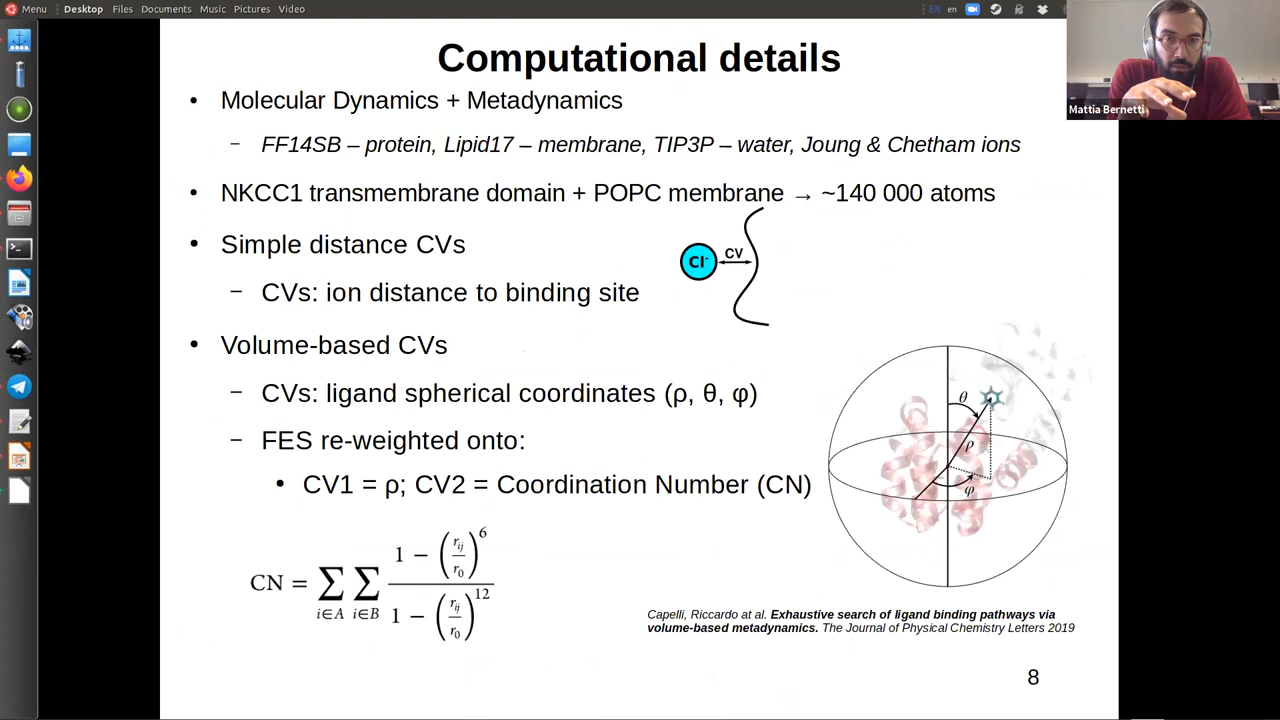 Menu Desktop Files Documents Music Pictures Video EN en
Mattia Bernetti
Computational details
• Molecular Dynamics + Metadynamics
– FF14SB – protein, Lipid17 – membrane, TIP3P – water, Joung & Chetham ions
• NKCC1 transmembrane domain + POPC membrane → ~140 000 atoms
• Simple distance CVs
Cl- CV
– CVs: ion distance to binding site
• Volume-based CVs
– CVs: ligand spherical coordinates (ρ, θ, φ)
– FES re-weighted onto:
• CV1 = ρ; CV2 = Coordination Number (CN)
θ
ρ
φ
CN = ∑i∈A ∑i∈B (1 − (rij/r0)^6) / (1 − (rij/r0)^12)
Capelli, Riccardo at al. Exhaustive search of ligand binding pathways via
volume-based metadynamics. The Journal of Physical Chemistry Letters 2019
8